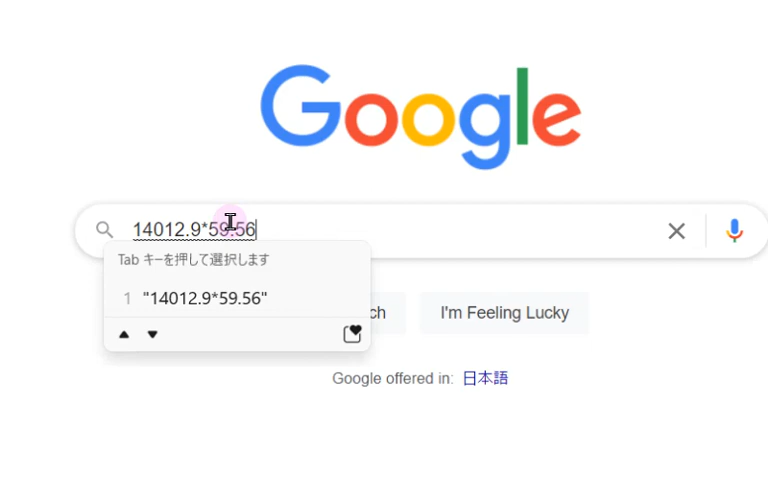 Google
14012.9*59.56
Tab キーを押して選択します
1 "14012.9*59.56"
ch
I'm Feeling Lucky
Google offered in: 日本語